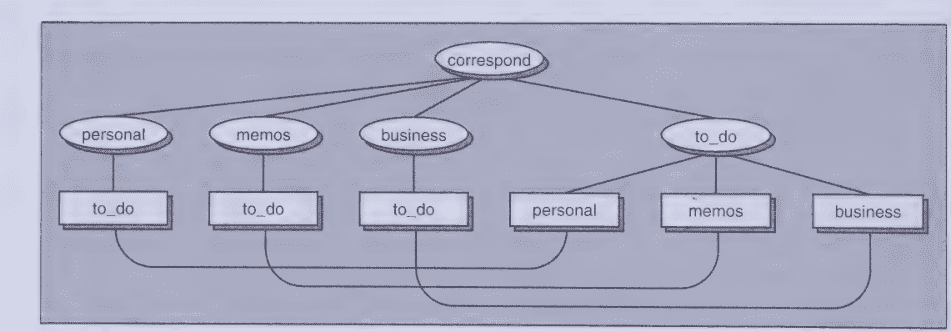 correspond
personal
memos
business
to_do
to_do
to_do
to_do
personal
memos
business